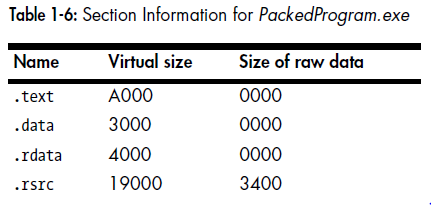 Table 1-6: Section Information for PackedProgram.exe
Name Virtual size Size of raw data
.text A000 0000
.data 3000 0000
.rdata 4000 0000
.rsrc 19000 3400